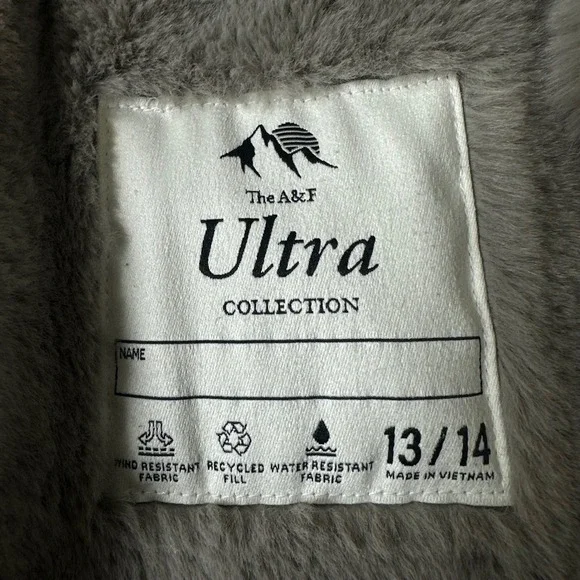 The A&F
Ultra
COLLECTION
NAME
WIND RESISTANT FABRIC
RECYCLED FILL
WATER RESISTANT FABRIC
13/14
MADE IN VIETNAM